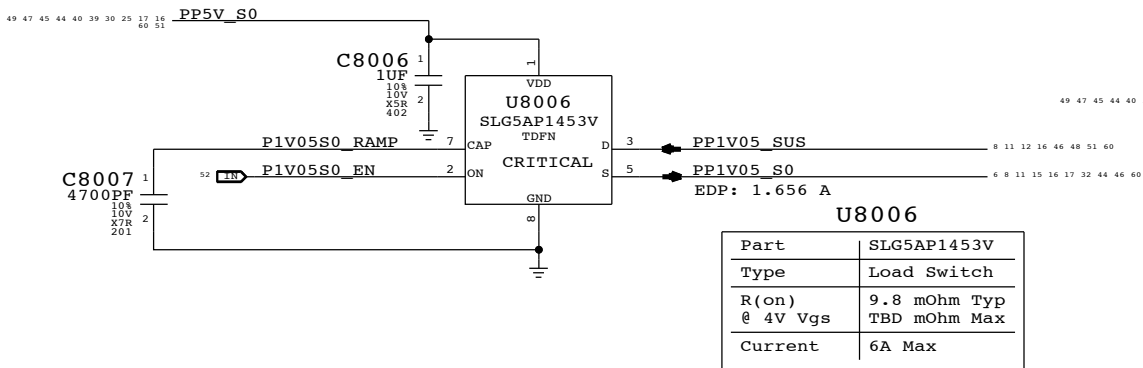 49 47 45 44 40 39 30 25 17 16
60 51
PP5V_S0
C8006
1UF
10%
10V
X5R
402
1
2
1
VDD
U8006
SLG5AP1453V
TDFN
CRITICAL
49 47 45 44 40
P1V05S0_RAMP
7
CAP
D
3
PP1V05_SUS
8 11 12 16 46 48 51 60
52
IN
P1V05S0_EN
2
ON
S
5
PP1V05_S0
6 8 11 15 16 17 32 44 46 60
EDP: 1.656 A
C8007
4700PF
10%
10V
X7R
201
1
2
GND
8
U8006
Part SLG5AP1453V
Type Load Switch
R(on) 9.8 mOhm Typ
@ 4V Vgs TBD mOhm Max
Current 6A Max